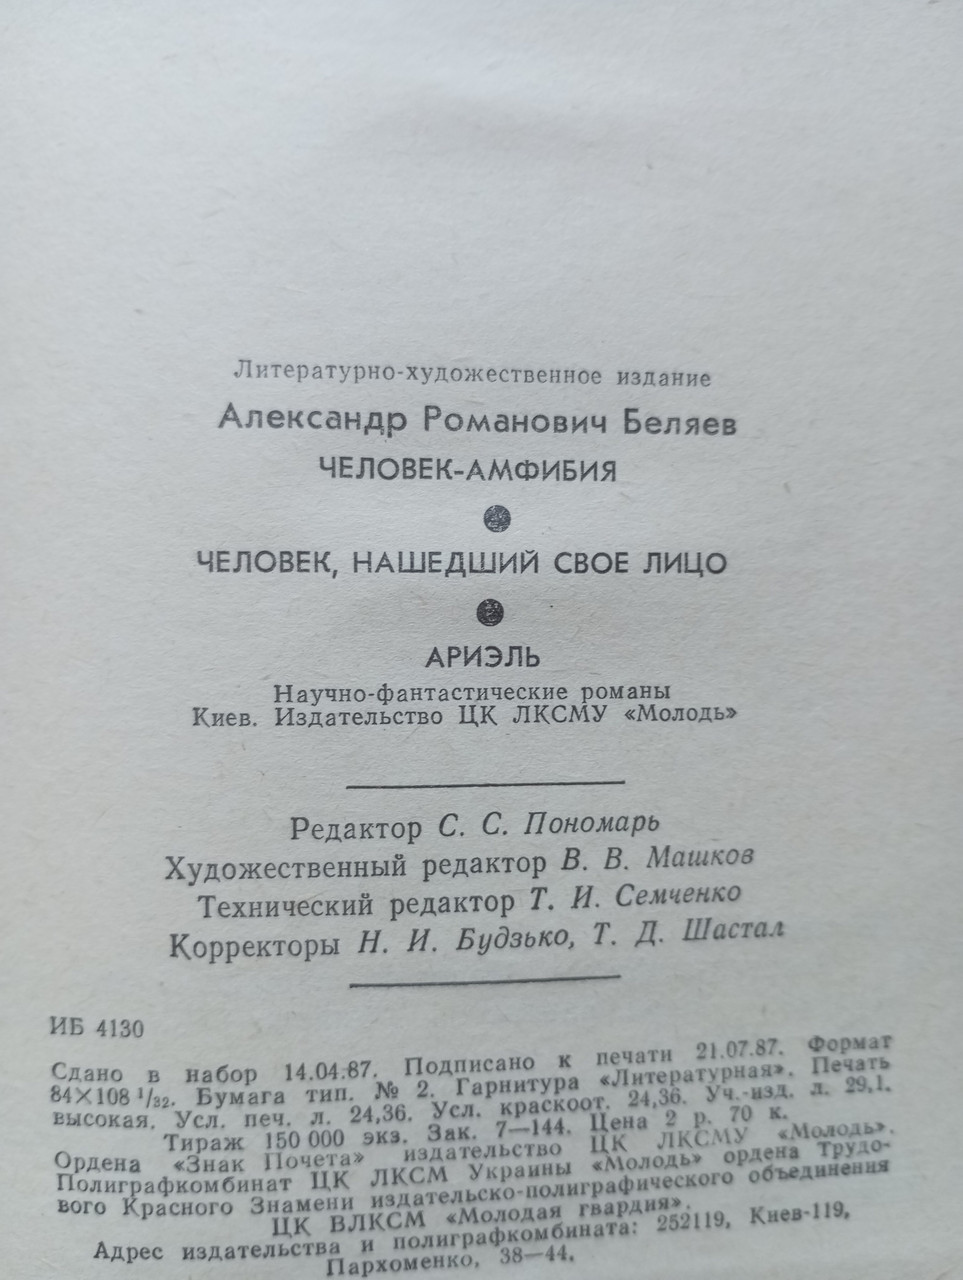 Литературно-художественное издание
Александр Романович Беляев
ЧЕЛОВЕК-АМФИБИЯ
ЧЕЛОВЕК, НАШЕДШИЙ СВОЕ ЛИЦО
АРИЭЛЬ
Научно-фантастические романы
Киев. Издательство ЦК ЛКСМУ «Молодь»
Редактор С. С. Пономарь
Художественный редактор В. В. Машков
Технический редактор Т. И. Семченко
Корректоры Н. И. Будзько, Т. Д. Шастал
ИБ 4130
Сдано в набор 14.04.87. Подписано к печати 21.07.87. Формат
84×108 1/32. Бумага тип. № 2. Гарнитура «Литературная». Печать
высокая. Усл. печ. л. 24,36. Усл. краскоот. 24,36. Уч.-изд. л. 29,1.
Тираж 150 000 экз. Зак. 7—144. Цена 2 р. 70 к.
Ордена «Знак Почета» издательство ЦК ЛКСМУ «Молодь».
Полиграфкомбинат ЦК ЛКСМ Украины «Молодь» ордена Трудо-
вого Красного Знамени издательско-полиграфического объединения
ЦК ВЛКСМ «Молодая гвардия».
Адрес издательства и полиграфкомбината: 252119, Киев-119,
Пархоменко, 38—44.